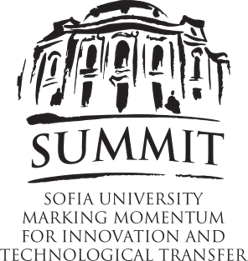 SUMMIT
SOFIA UNIVERSITY
MARKING MOMENTUM
FOR INNOVATION AND
TECHNOLOGICAL TRANSFER